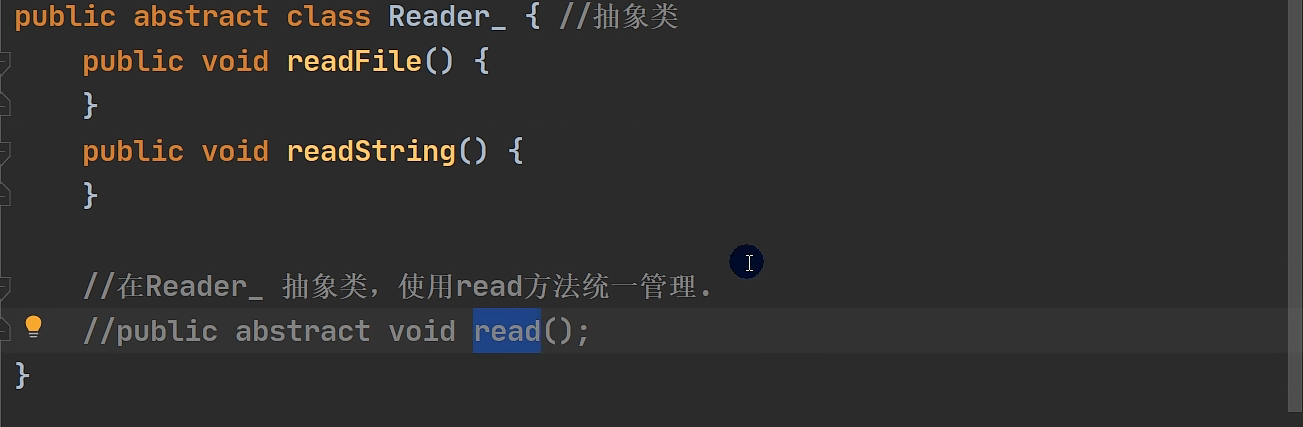 public abstract class Reader_ { //抽象类
public void readFile() {
}
public void readString() {
}
//在Reader_ 抽象类，使用read方法统一管理.
//public abstract void read();
}